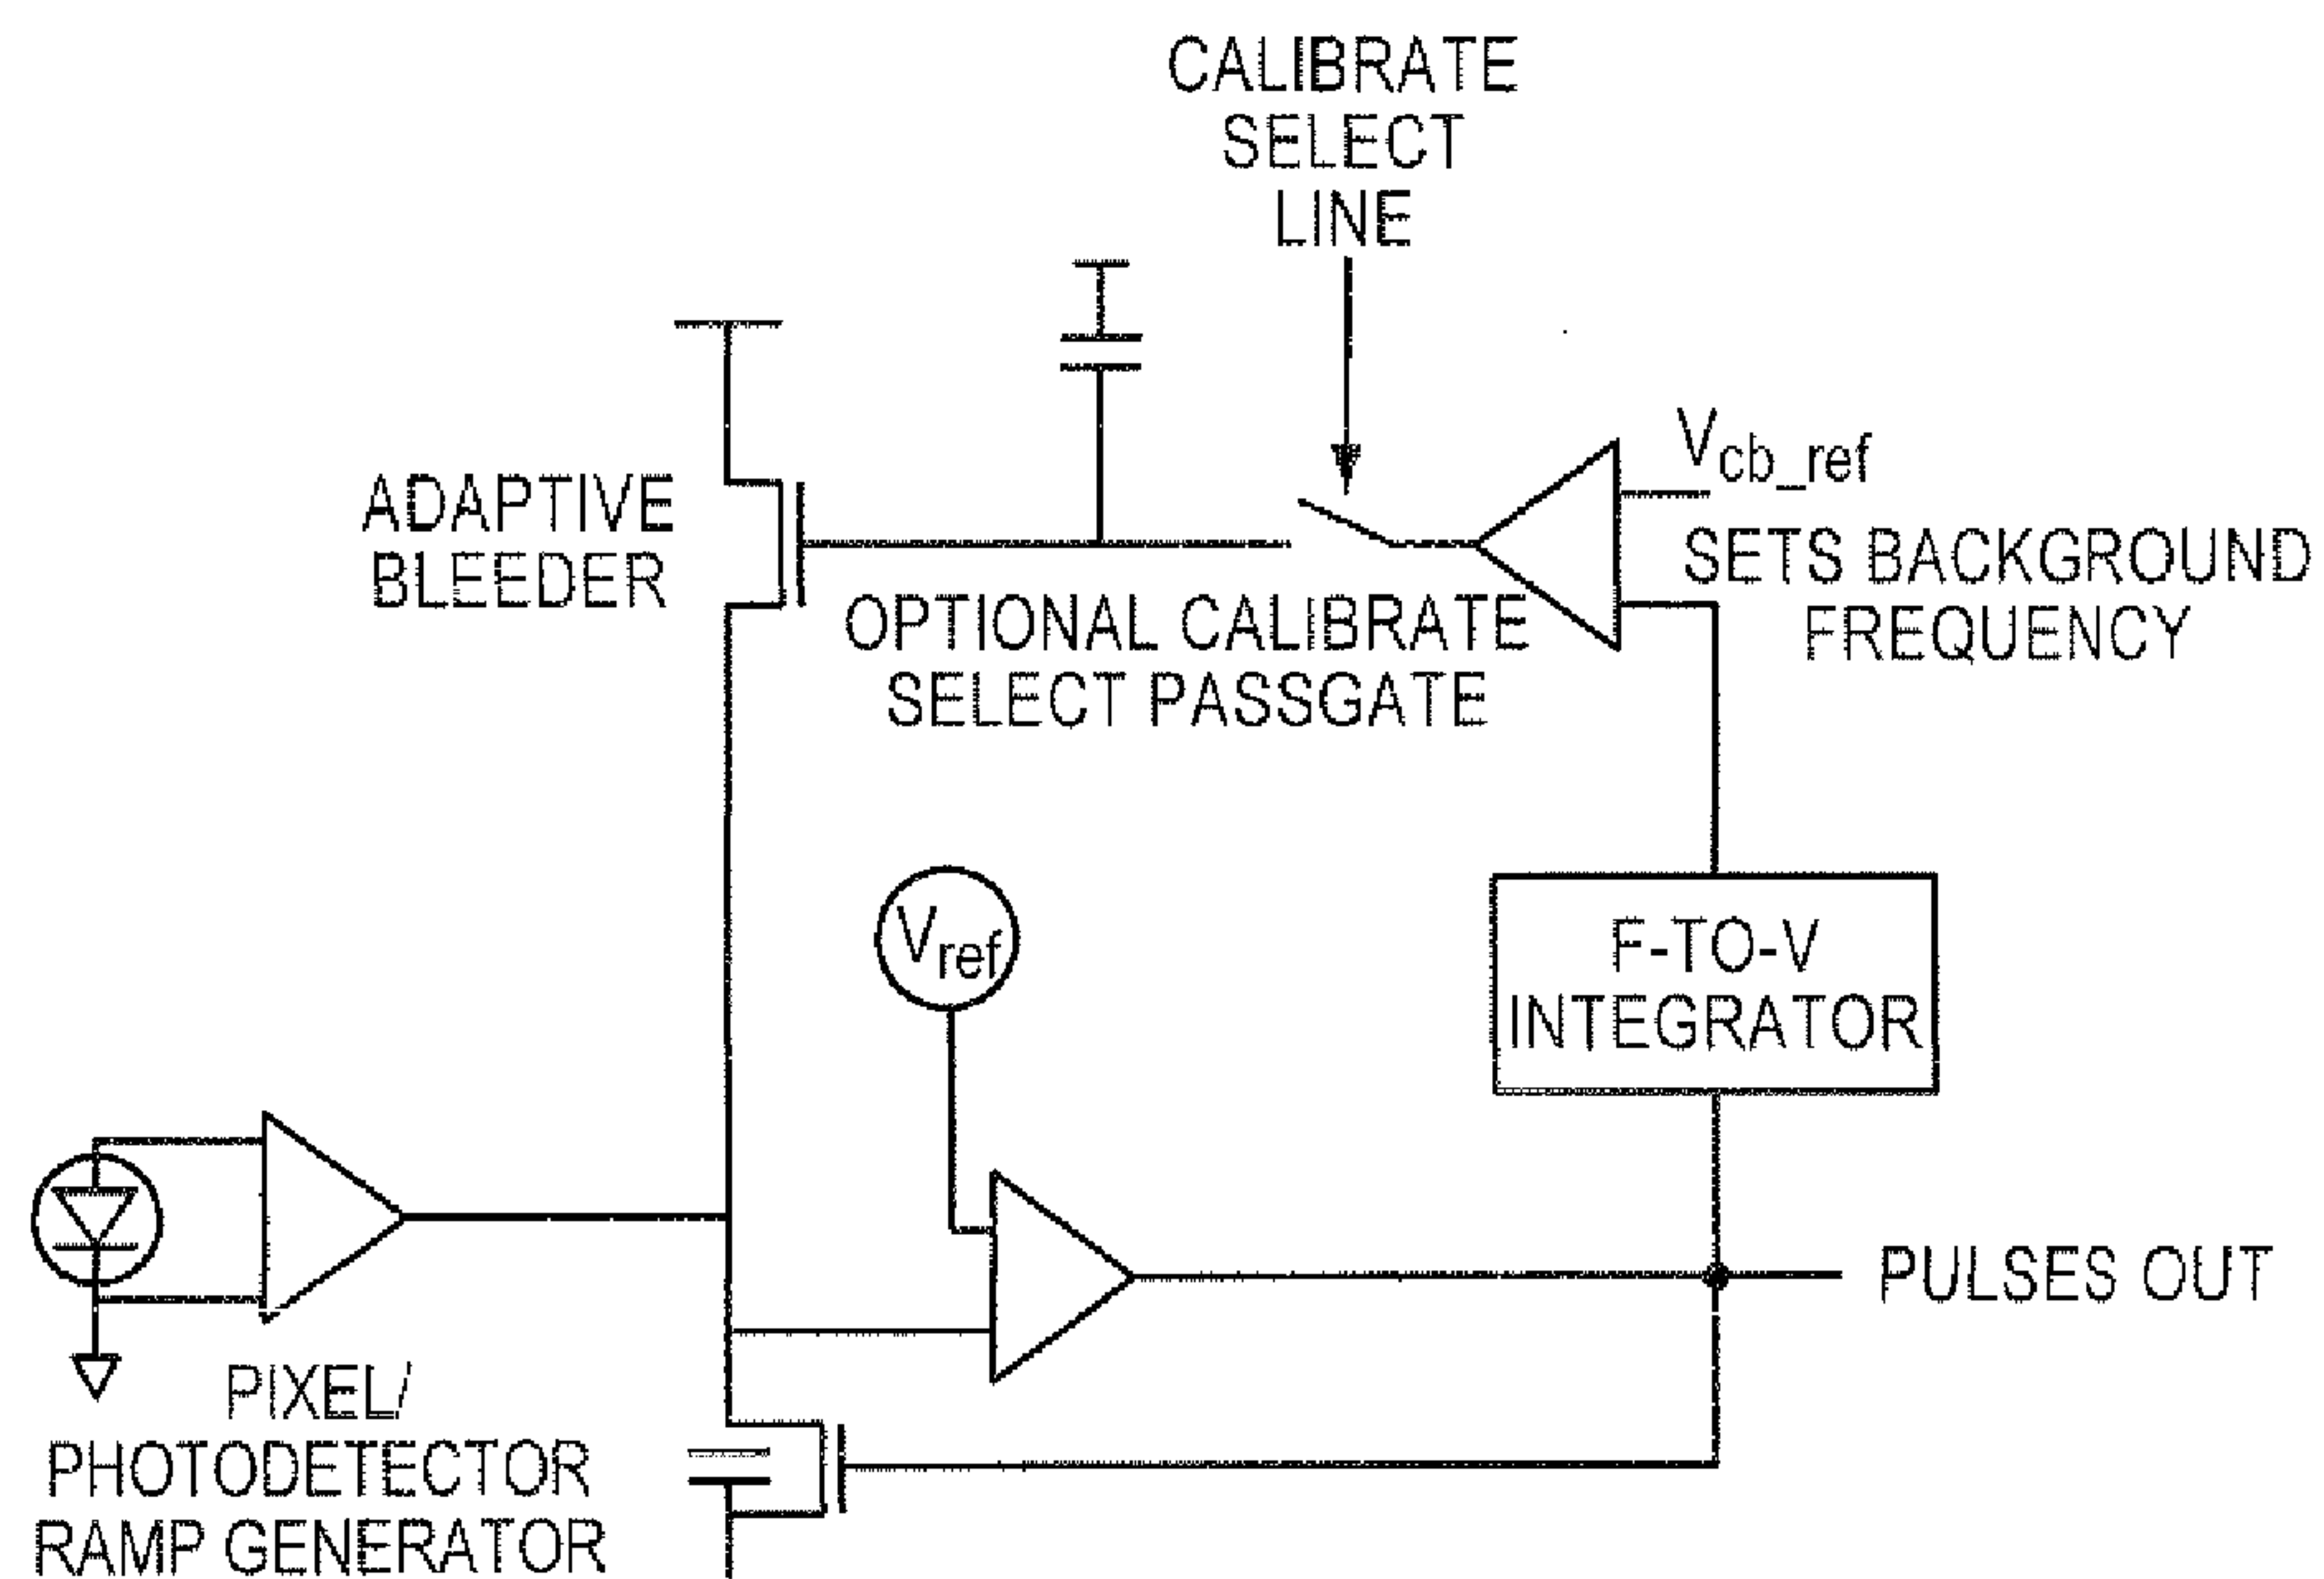 CALIBRATE
SELECT
LINE
ADAPTIVE
BLEEDER
Vcb_ref
SETS BACKGROUND
FREQUENCY
OPTIONAL CALIBRATE
SELECT PASSGATE
Vref
F-TO-V
INTEGRATOR
PULSES OUT
PIXEL/
PHOTODETECTOR
RAMP GENERATOR